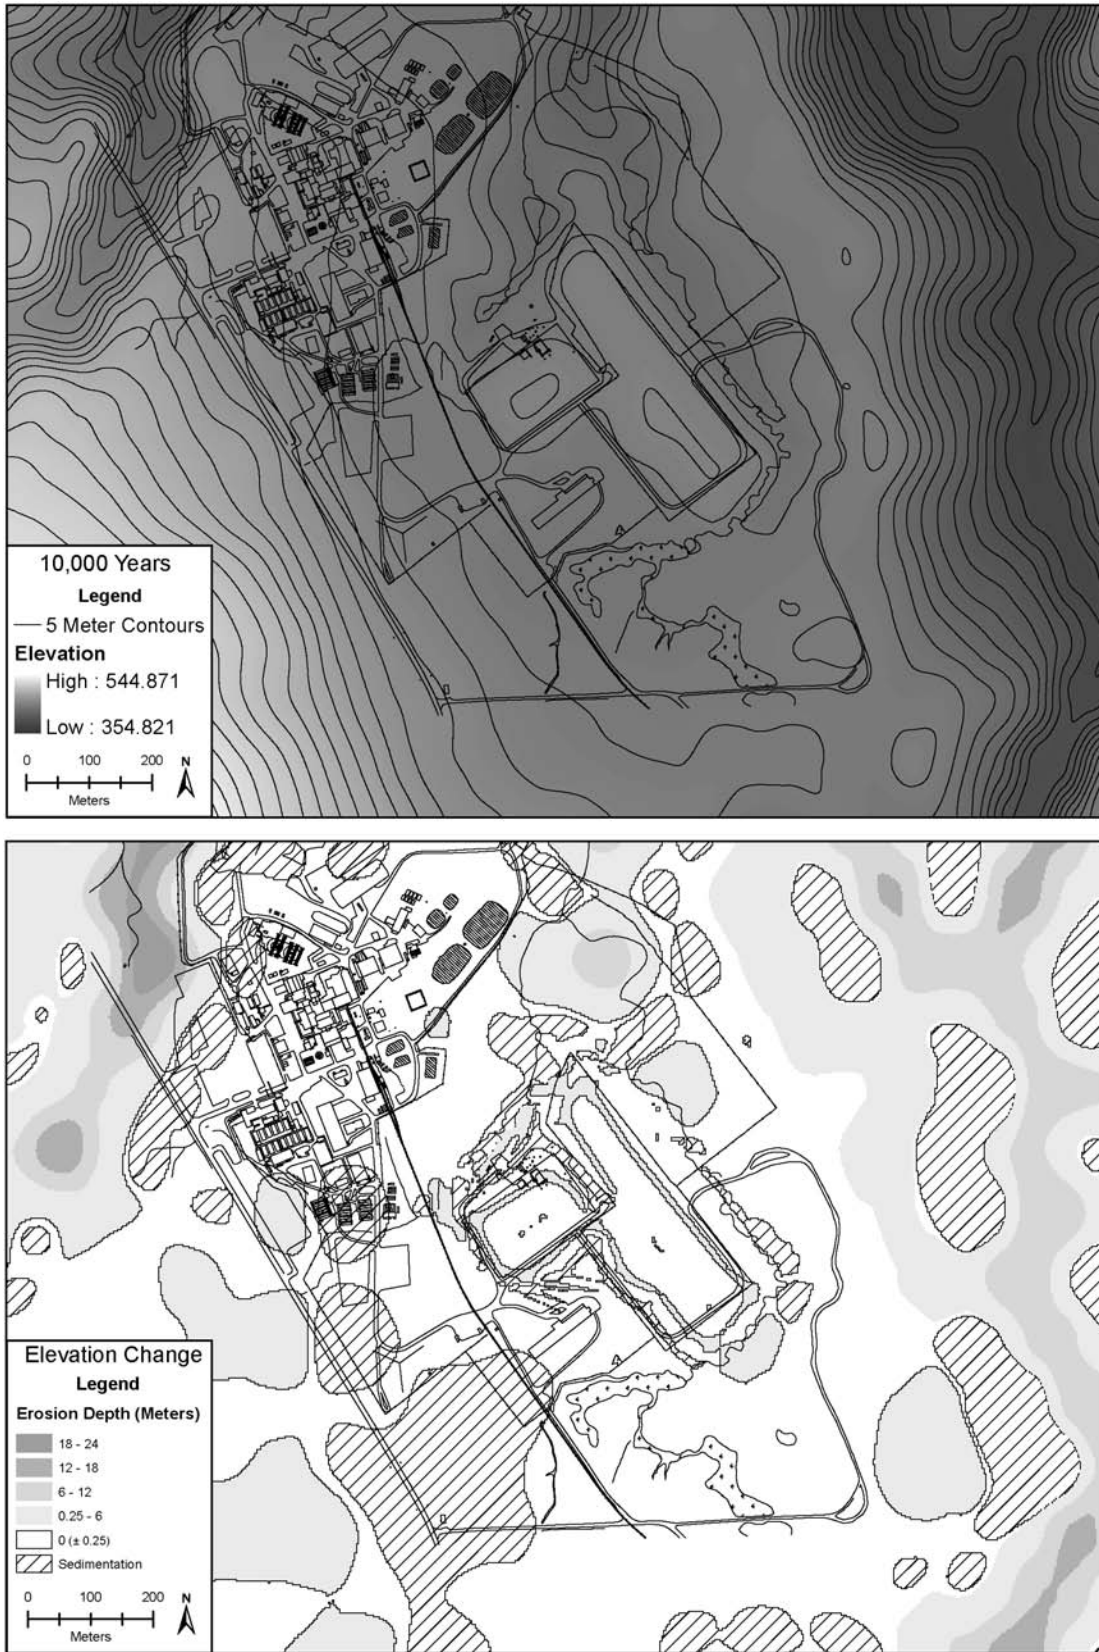 10,000 Years
Legend
5 Meter Contours
Elevation
High : 544.871
Low : 354.821
0 100 200
N
Meters
Elevation Change
Legend
Erosion Depth (Meters)
18 - 24
12 - 18
6 - 12
0.25 - 6
0 (± 0.25)
Sedimentation
0 100 200
N
Meters